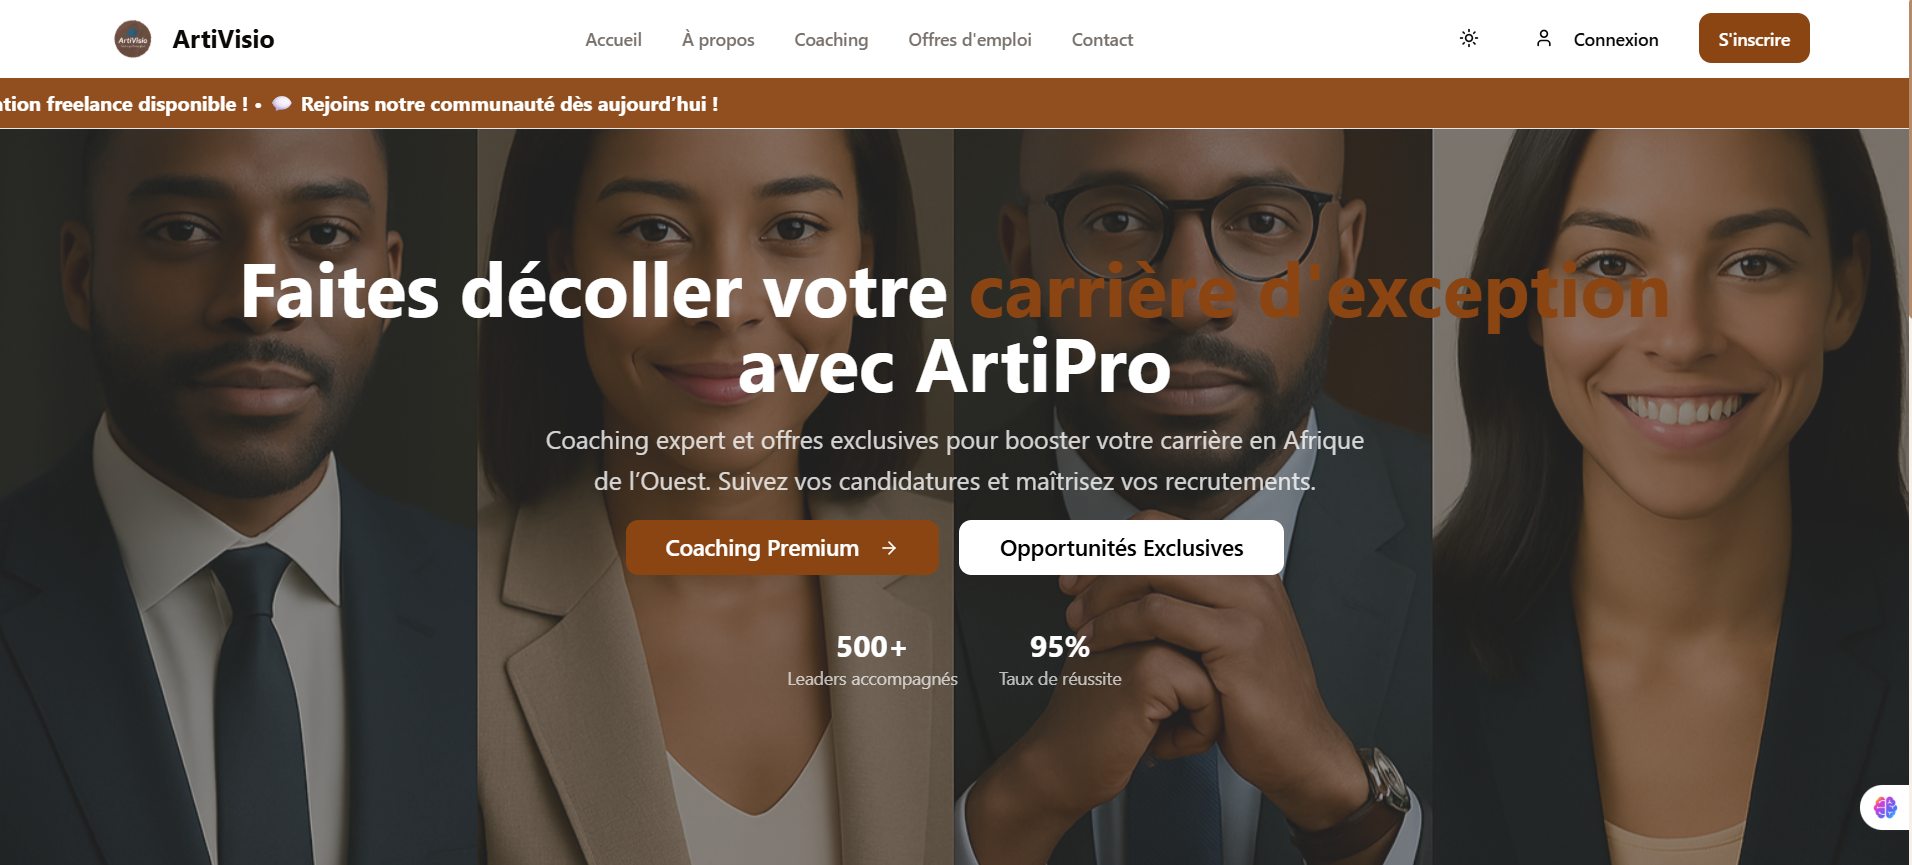 ArtiVisio
ArtiVisio
Accueil
À propos
Coaching
Offres d'emploi
Contact
Connexion
S'inscrire
tion freelance disponible ! • 💬 Rejoins notre communauté dès aujourd’hui !
Faites décoller votre carrière d'exception
avec ArtiPro
Coaching expert et offres exclusives pour booster votre carrière en Afrique
de l’Ouest. Suivez vos candidatures et maîtrisez vos recrutements.
Coaching Premium →
Opportunités Exclusives
500+
Leaders accompagnés
95%
Taux de réussite